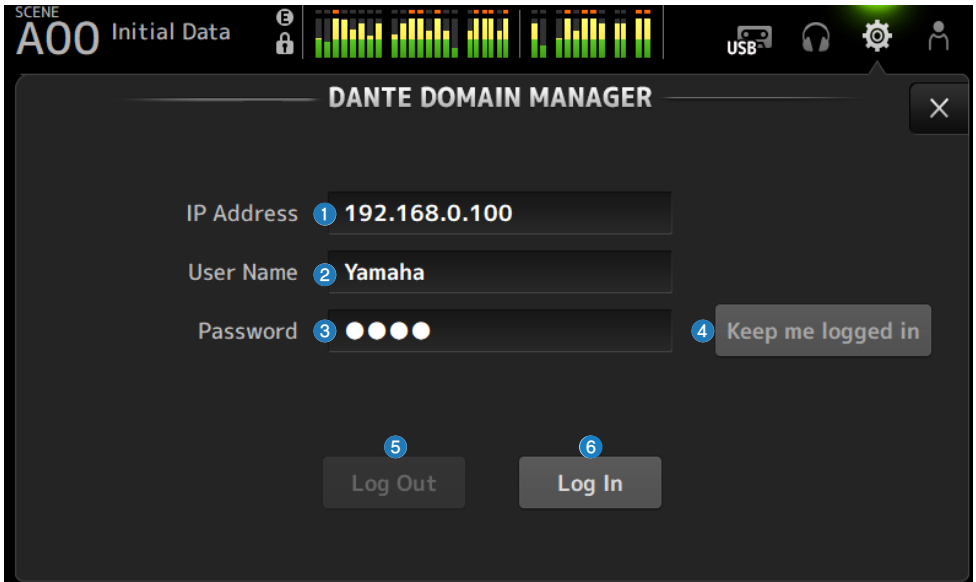 SCENE
A00 Initial Data E
USB
DANTE DOMAIN MANAGER
IP Address 1 192.168.0.100
User Name 2 Yamaha
Password 3 ●●●● 4 Keep me logged in
5 6
Log Out Log In